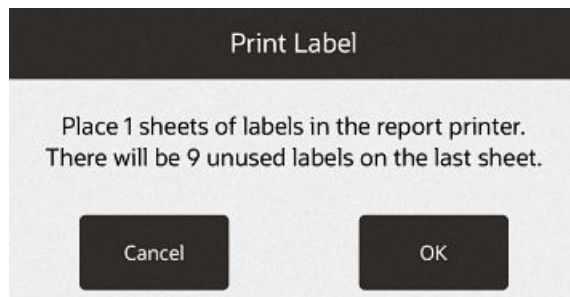 Print Label
Place 1 sheets of labels in the report printer.
There will be 9 unused labels on the last sheet.
Cancel
OK